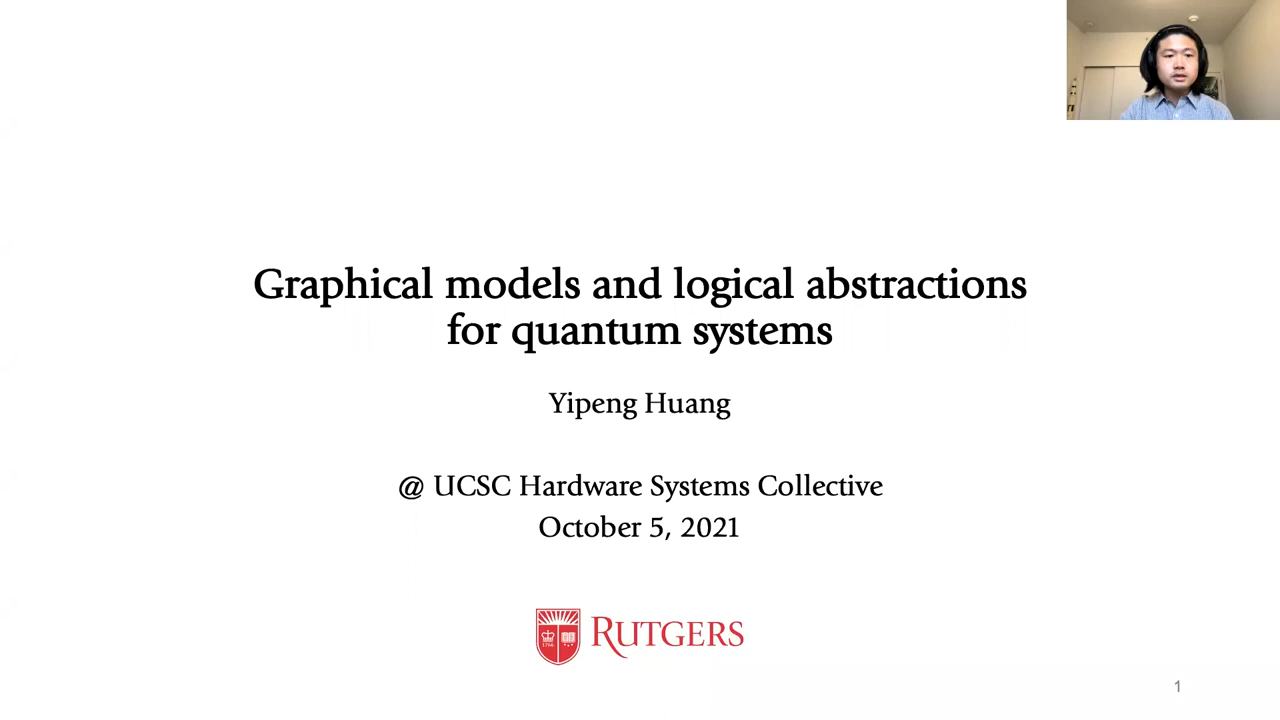 Graphical models and logical abstractions
for quantum systems
Yipeng Huang
@ UCSC Hardware Systems Collective
October 5, 2021
1766
RUTGERS
1